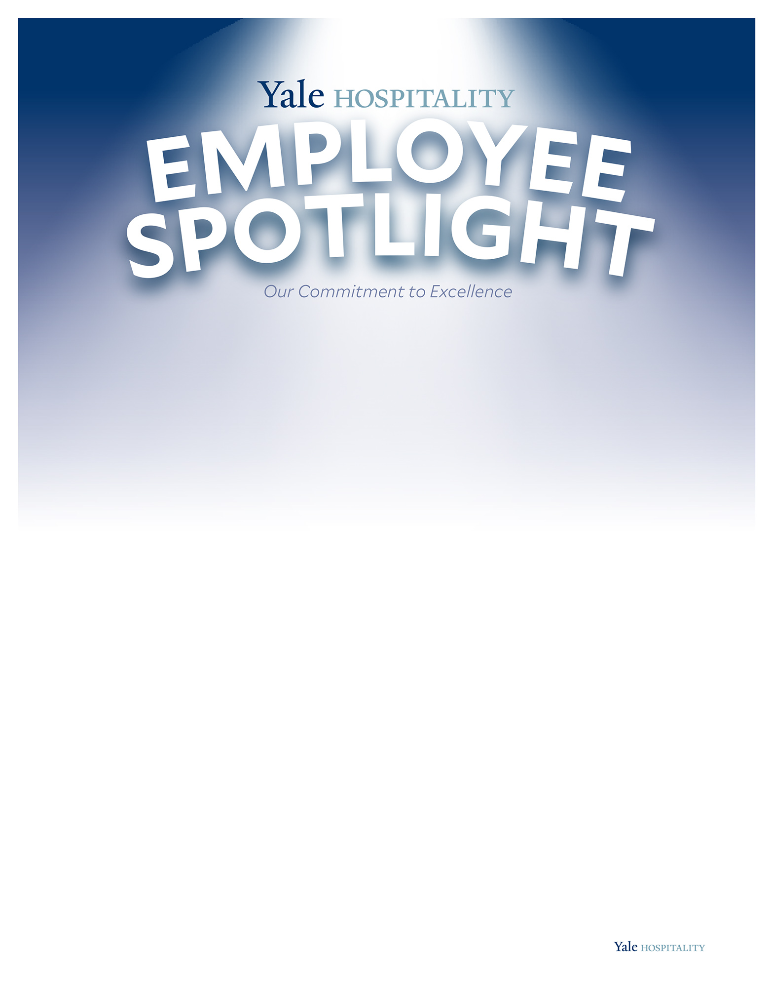 Yale HOSPITALITY
EMPLOYEE
SPOTLIGHT
Our Commitment to Excellence
Yale HOSPITALITY